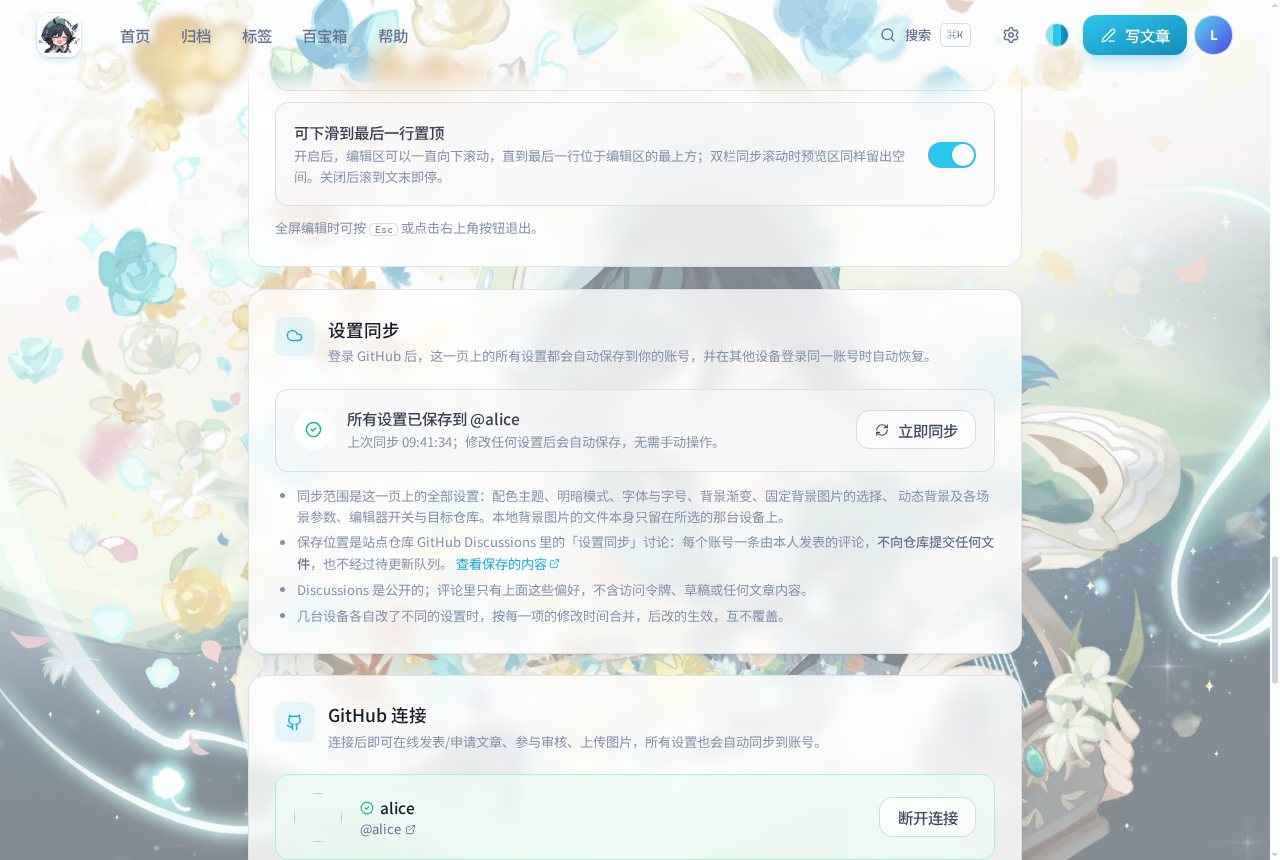 首页 归档 标签 百宝箱 帮助 搜索 ⌘K 写文章 L
可下滑到最后一行置顶
开启后，编辑区可以一直向下滚动，直到最后一行位于编辑区的最上方；双栏同步滚动时预览区同样留出空
间。关闭后滚到文末即停。
全屏编辑时可按 Esc 或点击右上角按钮退出。
设置同步
登录 GitHub 后，这一页上的所有设置都会自动保存到你的账号，并在其他设备登录同一账号时自动恢复。
所有设置已保存到 @alice
上次同步 09:41:34；修改任何设置后会自动保存，无需手动操作。
立即同步
同步范围是这一页上的全部设置：配色主题、明暗模式、字体与字号、背景渐变、固定背景图片的选择、 动态背景及各场
景参数、编辑器开关与目标仓库。本地背景图片的文件本身只留在所选的那台设备上。
保存位置是站点仓库 GitHub Discussions 里的「设置同步」讨论：每个账号一条由本人发表的评论，不向仓库提交任何文
件，也不经过待更新队列。 查看保存的内容
Discussions 是公开的；评论里只有上面这些偏好，不含访问令牌、草稿或任何文章内容。
几台设备各自改了不同的设置时，按每一项的修改时间合并，后改的生效，互不覆盖。
GitHub 连接
连接后即可在线发表/申请文章、参与审核、上传图片，所有设置也会自动同步到账号。
alice
@alice
断开连接